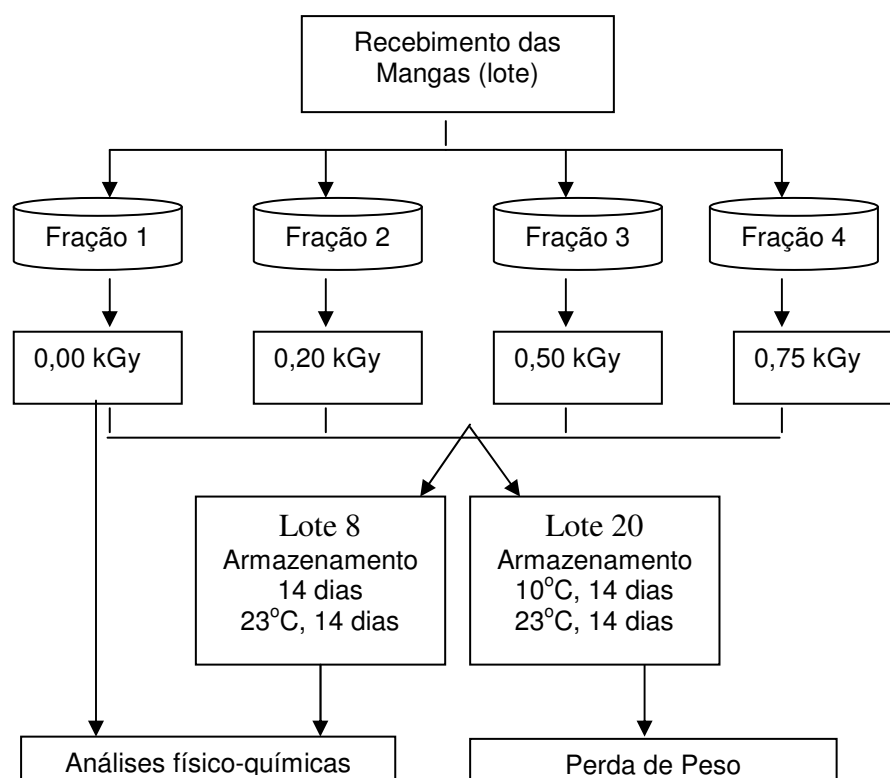 Recebimento das
Mangas (lote)
Fração 1
Fração 2
Fração 3
Fração 4
0,00 kGy
0,20 kGy
0,50 kGy
0,75 kGy
Lote 8
Armazenamento
14 dias
23°C, 14 dias
Lote 20
Armazenamento
10°C, 14 dias
23°C, 14 dias
Análises físico-químicas
Perda de Peso